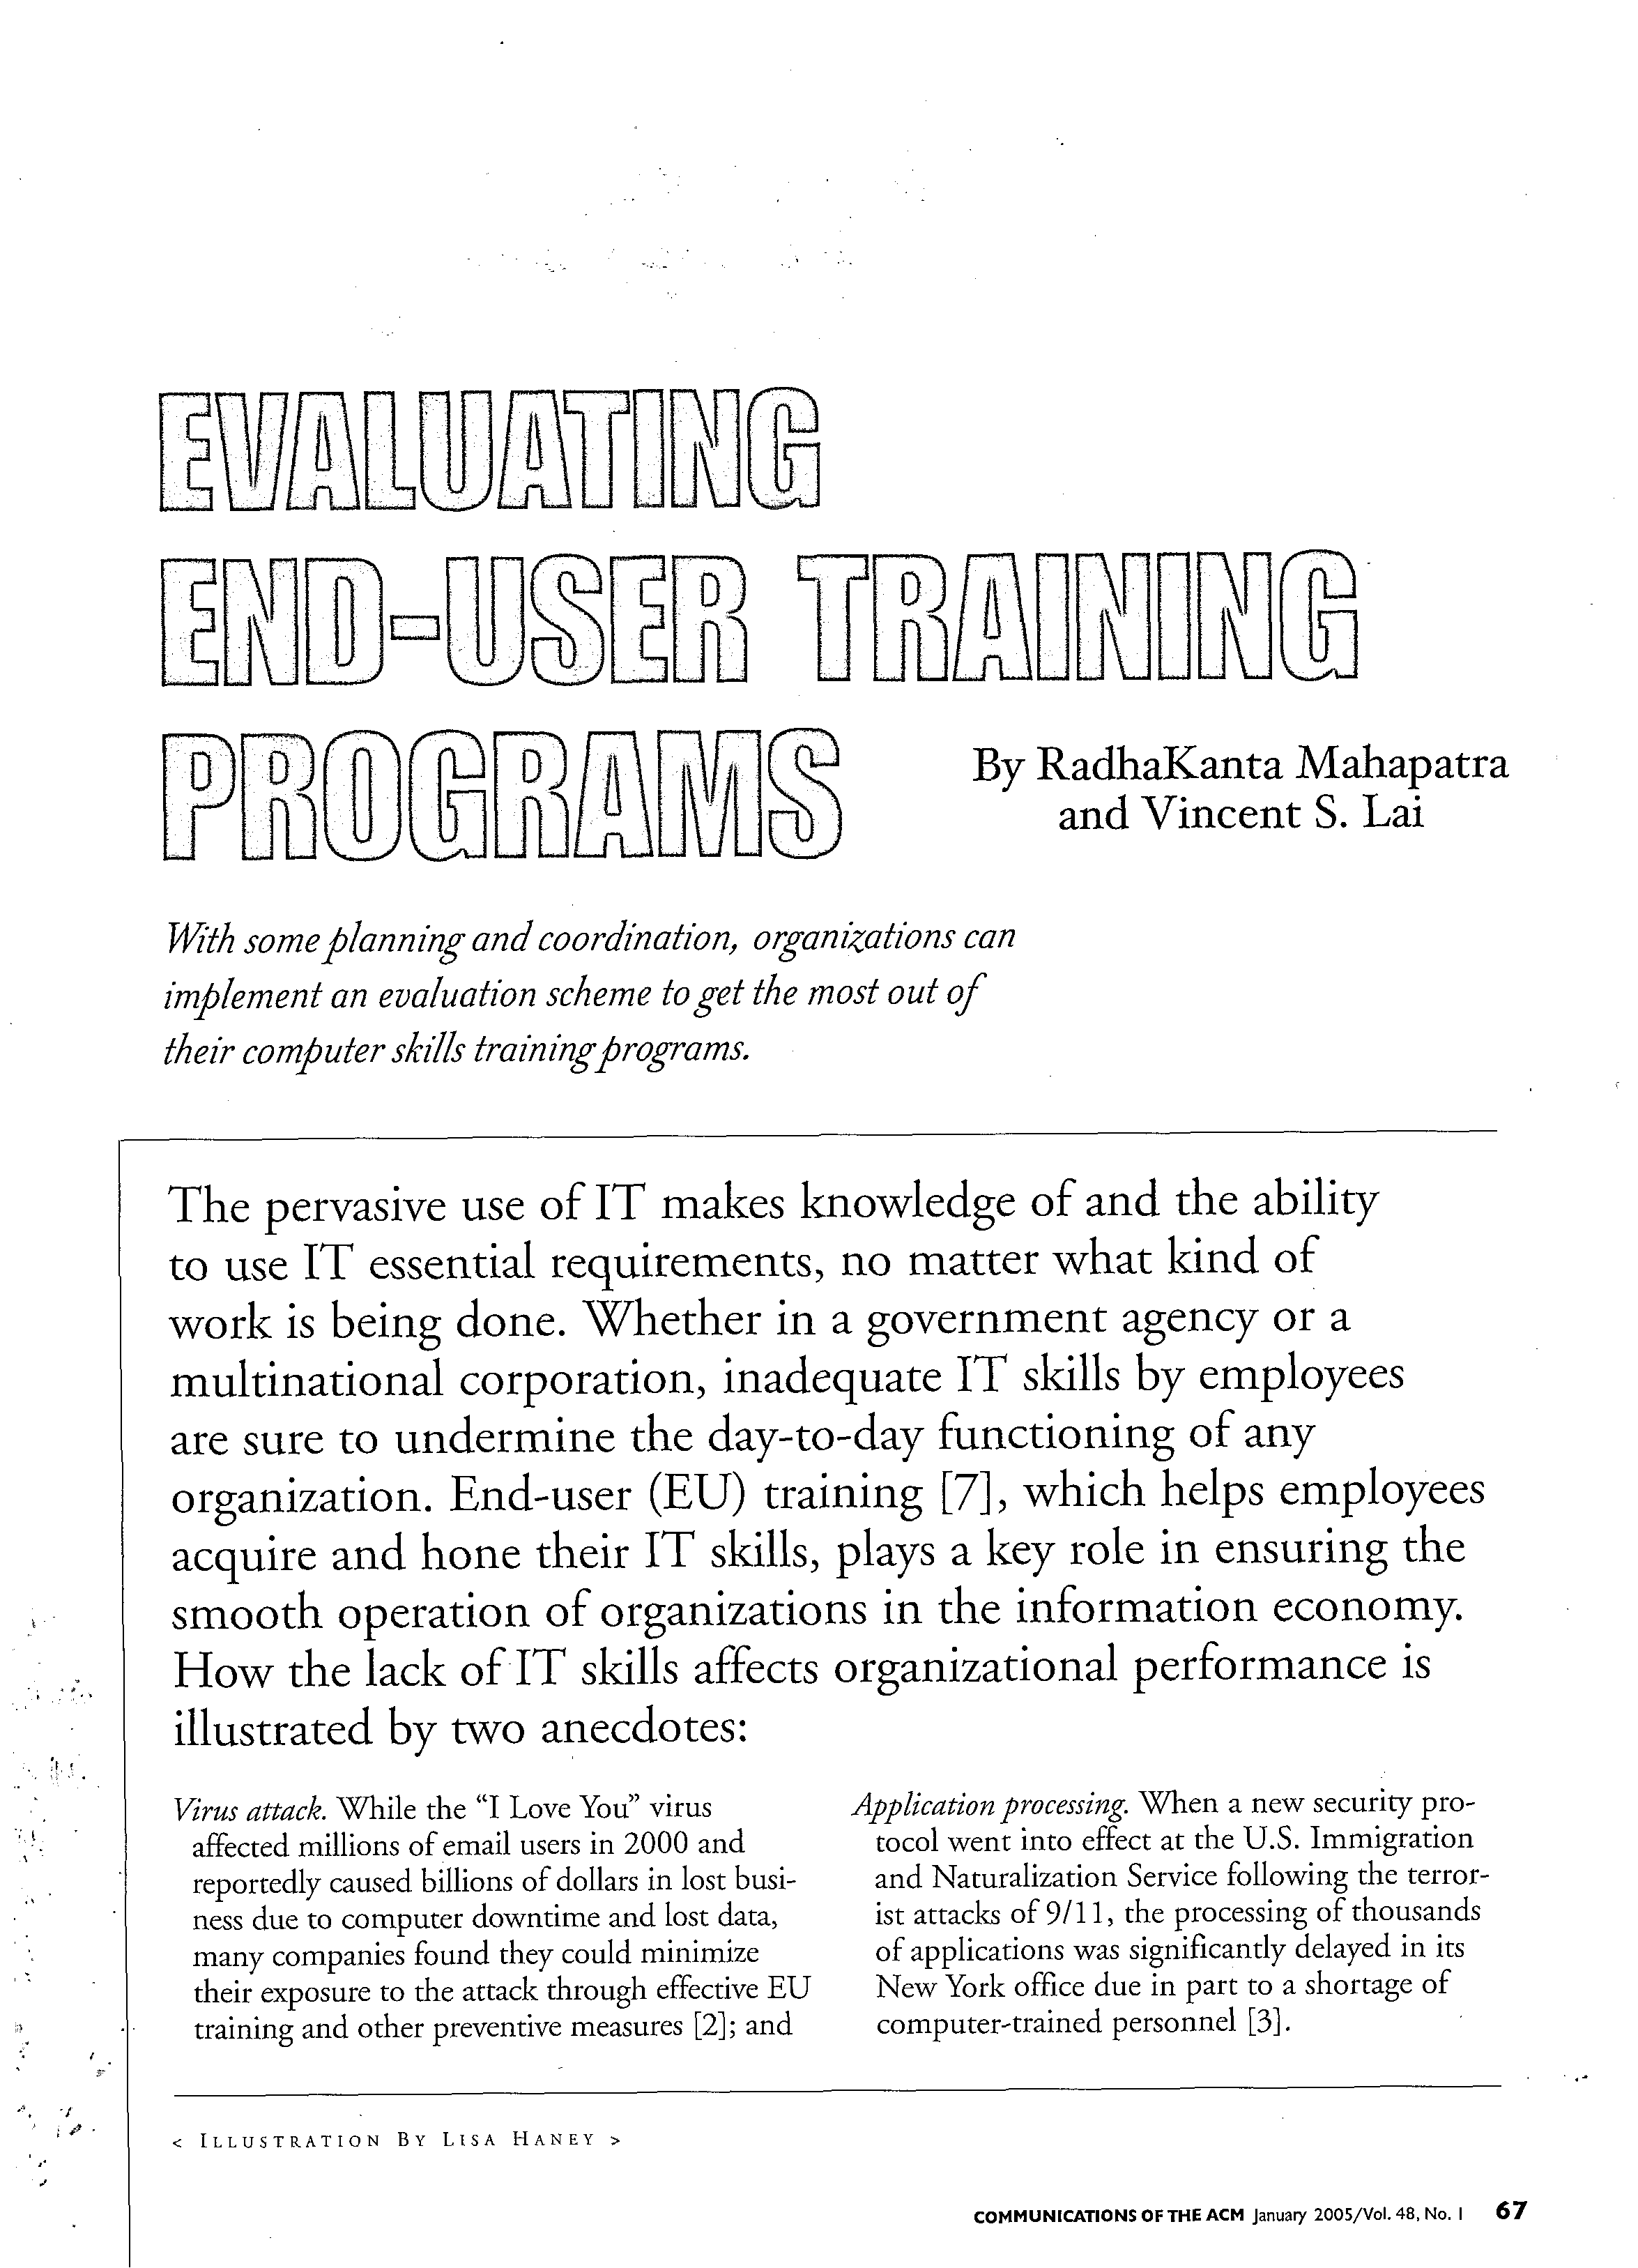 EVALUATING
END-USER TRAINING
PROGRAMS
By RadhaKanta Mahapatra
and Vincent S. Lai
With some planning and coordination, organizations can
implement an evaluation scheme to get the most out of
their computer skills training programs.
The pervasive use of IT makes knowledge of and the ability
to use IT essential requirements, no matter what kind of
work is being done. Whether in a government agency or a
multinational corporation, inadequate IT skills by employees
are sure to undermine the day-to-day functioning of any
organization. End-user (EU) training [7], which helps employees
acquire and hone their IT skills, plays a key role in ensuring the
smooth operation of organizations in the information economy.
How the lack of IT skills affects organizational performance is
illustrated by two anecdotes:
Virus attack. While the “I Love You” virus
affected millions of email users in 2000 and
reportedly caused billions of dollars in lost busi-
ness due to computer downtime and lost data,
many companies found they could minimize
their exposure to the attack through effective EU
training and other preventive measures [2]; and
Application processing. When a new security pro-
tocol went into effect at the U.S. Immigration
and Naturalization Service following the terror-
ist attacks of 9/11, the processing of thousands
of applications was significantly delayed in its
New York office due in part to a shortage of
computer-trained personnel [3].
< ILLUSTRATION BY LISA HANEY >
COMMUNICATIONS OF THE ACM January 2005/Vol. 48, No. 1 67